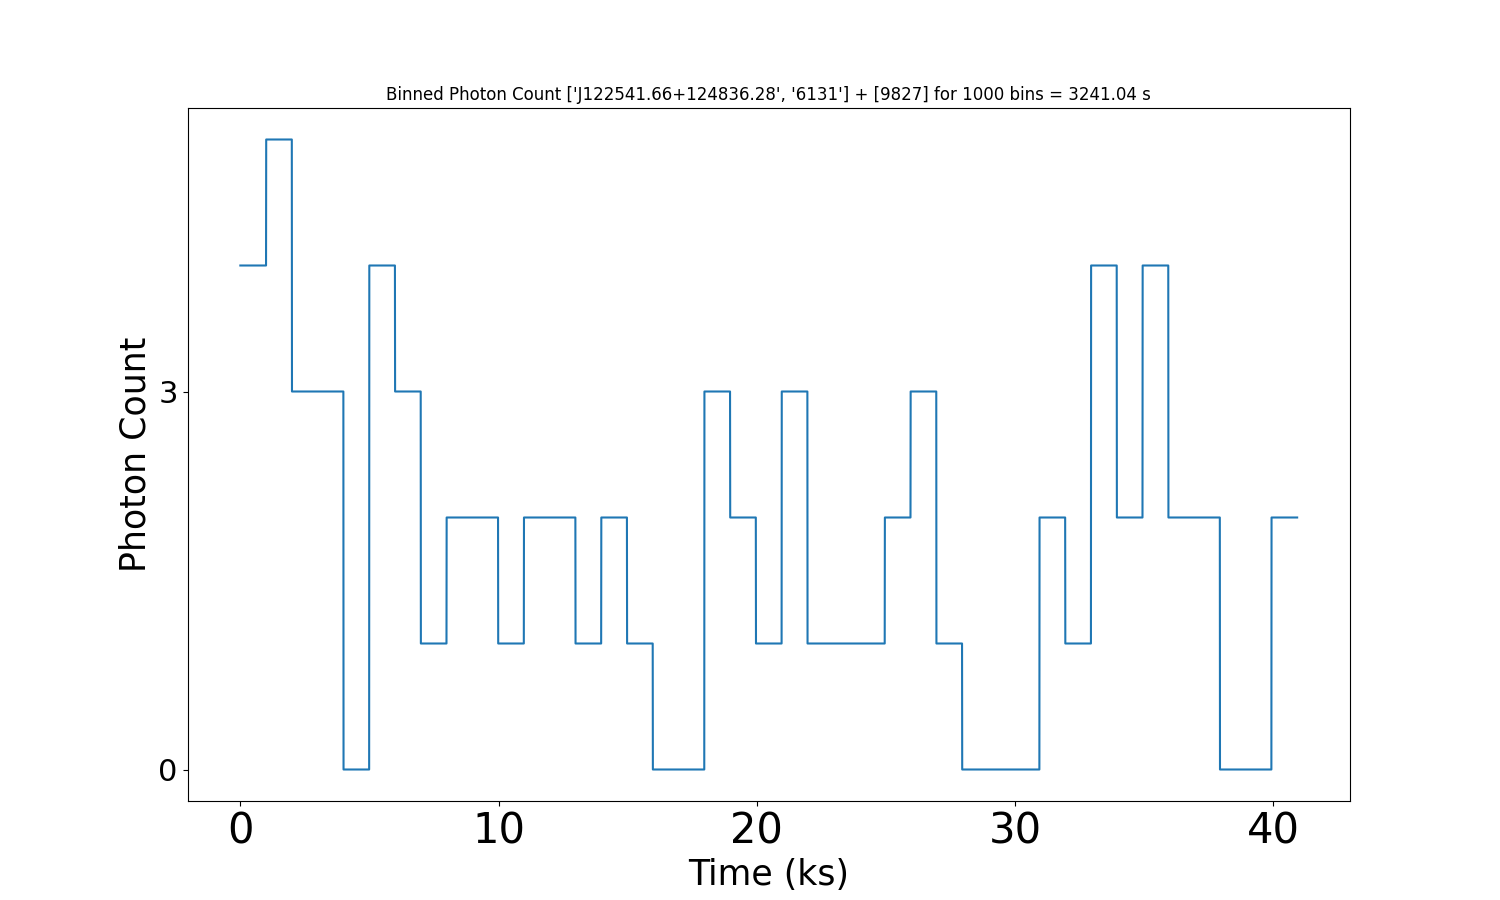 Binned Photon Count ['J122541.66+124836.28', '6131'] + [9827] for 1000 bins = 3241.04 s
Photon Count
3
0
0 10 20 30 40
Time (ks)